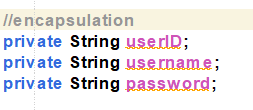 //encapsulation
private String userID;
private String username;
private String password;